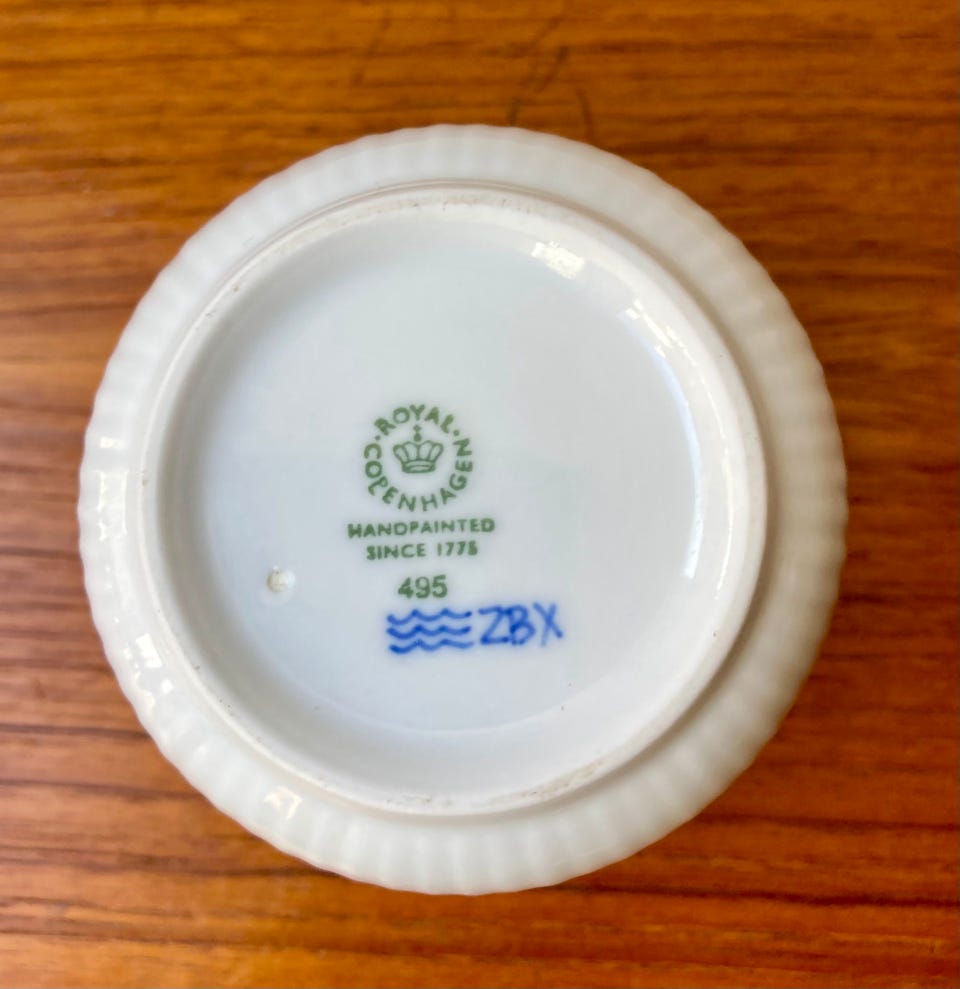 ROYAL COPENHAGEN
HANDPAINTED
SINCE 1775
495
ZBX